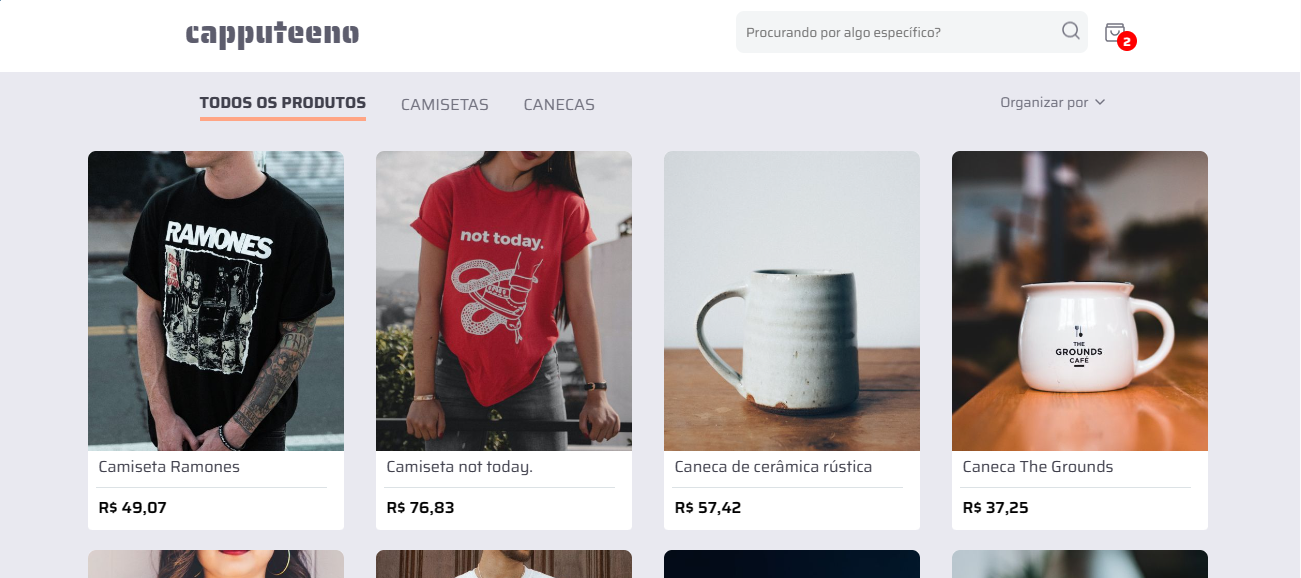 capputeeno
Procurando por algo específico?
2
TODOS OS PRODUTOS
CAMISETAS
CANECAS
Organizar por
RAMONES
not today.
THE
GROUNDS
CAFÉ
Camiseta Ramones
Camiseta not today.
Caneca de cerâmica rústica
Caneca The Grounds
R$ 49,07
R$ 76,83
R$ 57,42
R$ 37,25